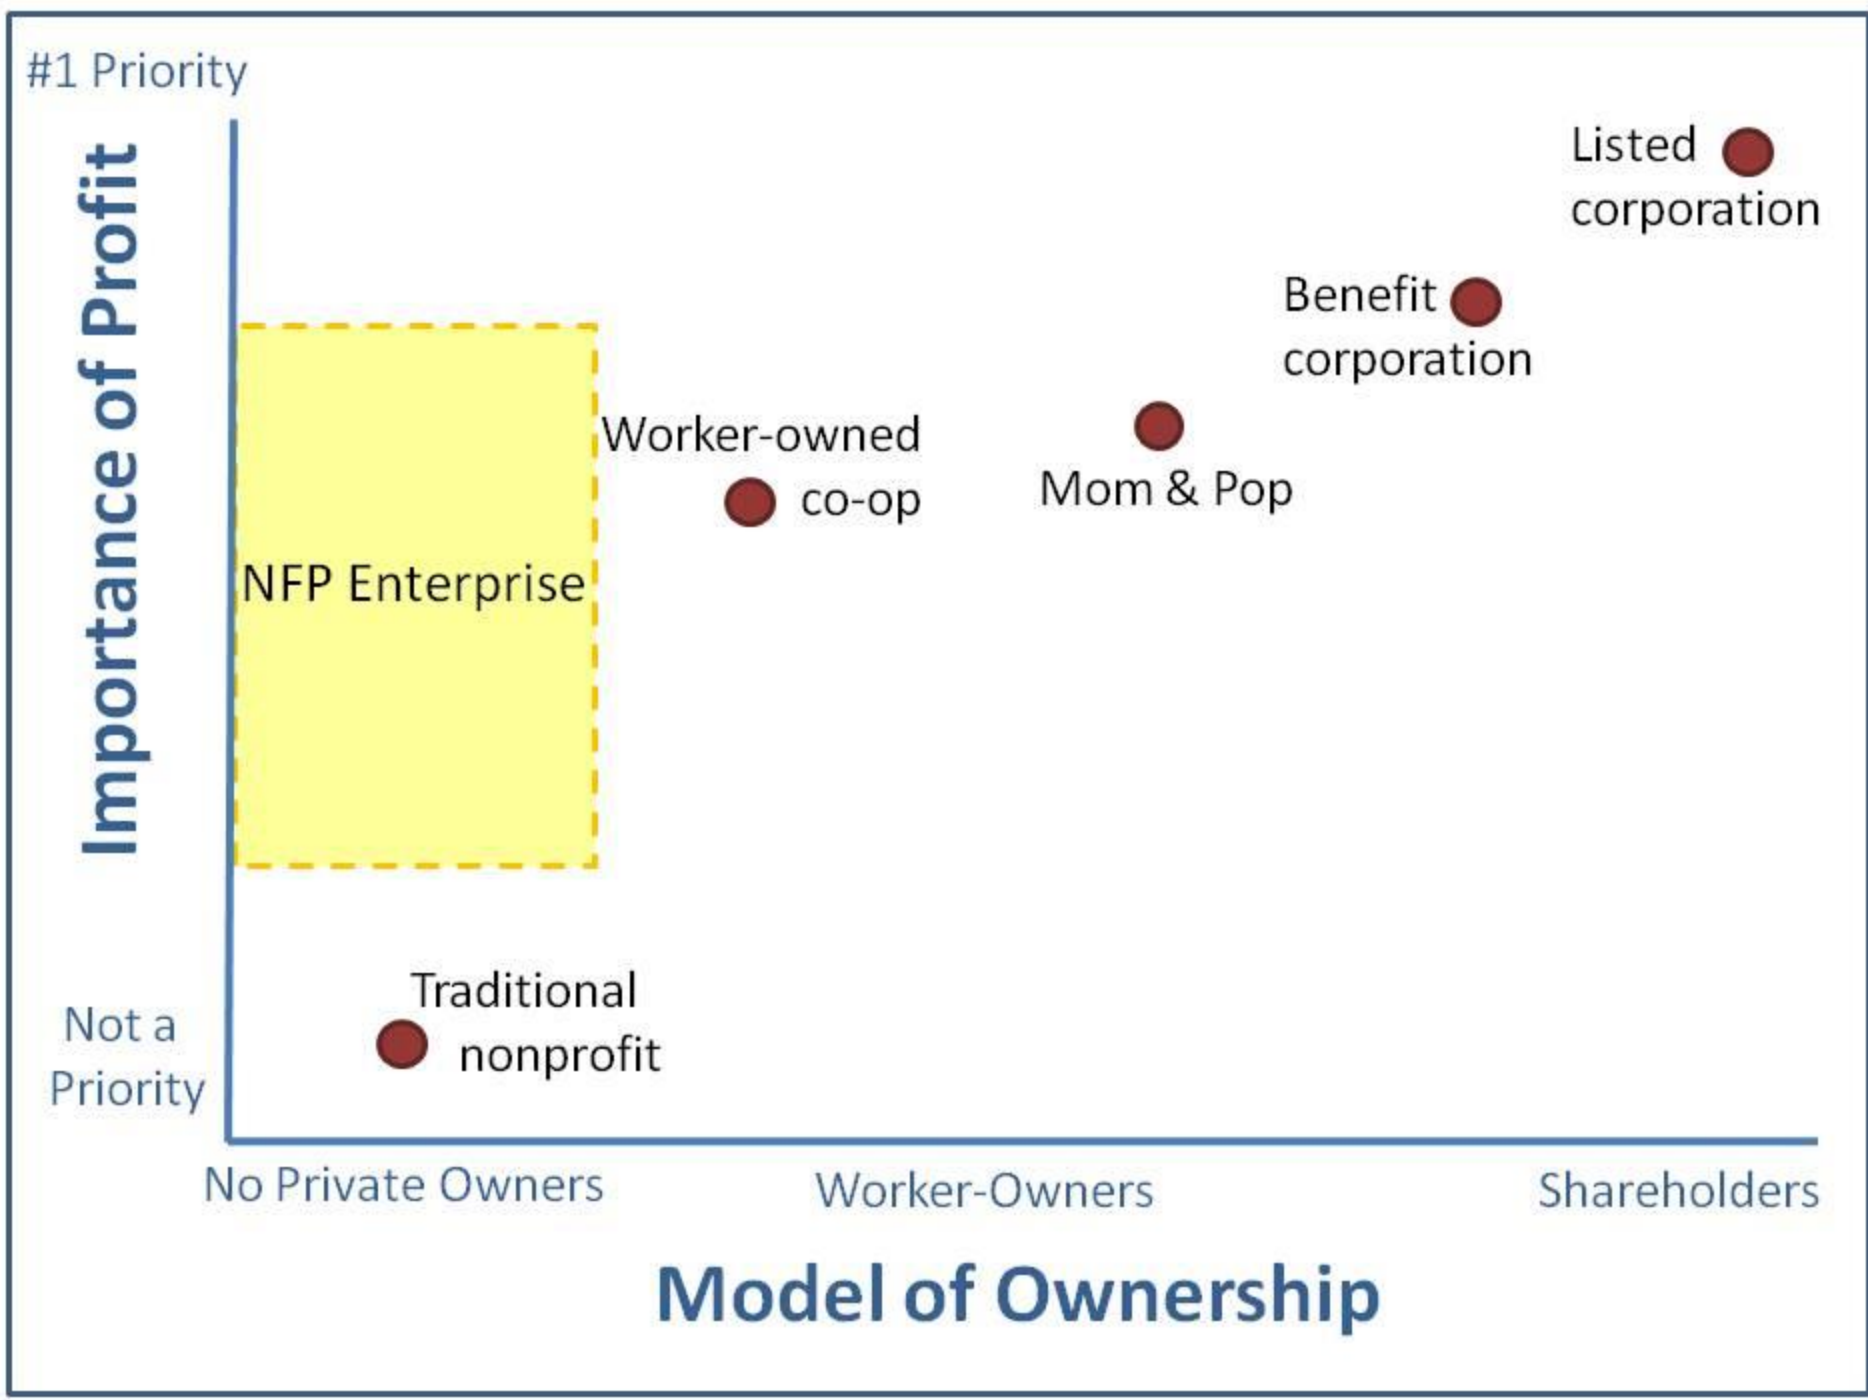 #1 Priority
Importance of Profit
Listed
corporation
Benefit
corporation
Worker-owned
co-op
Mom & Pop
NFP Enterprise
Traditional
nonprofit
Not a
Priority
No Private Owners
Worker-Owners
Shareholders
Model of Ownership